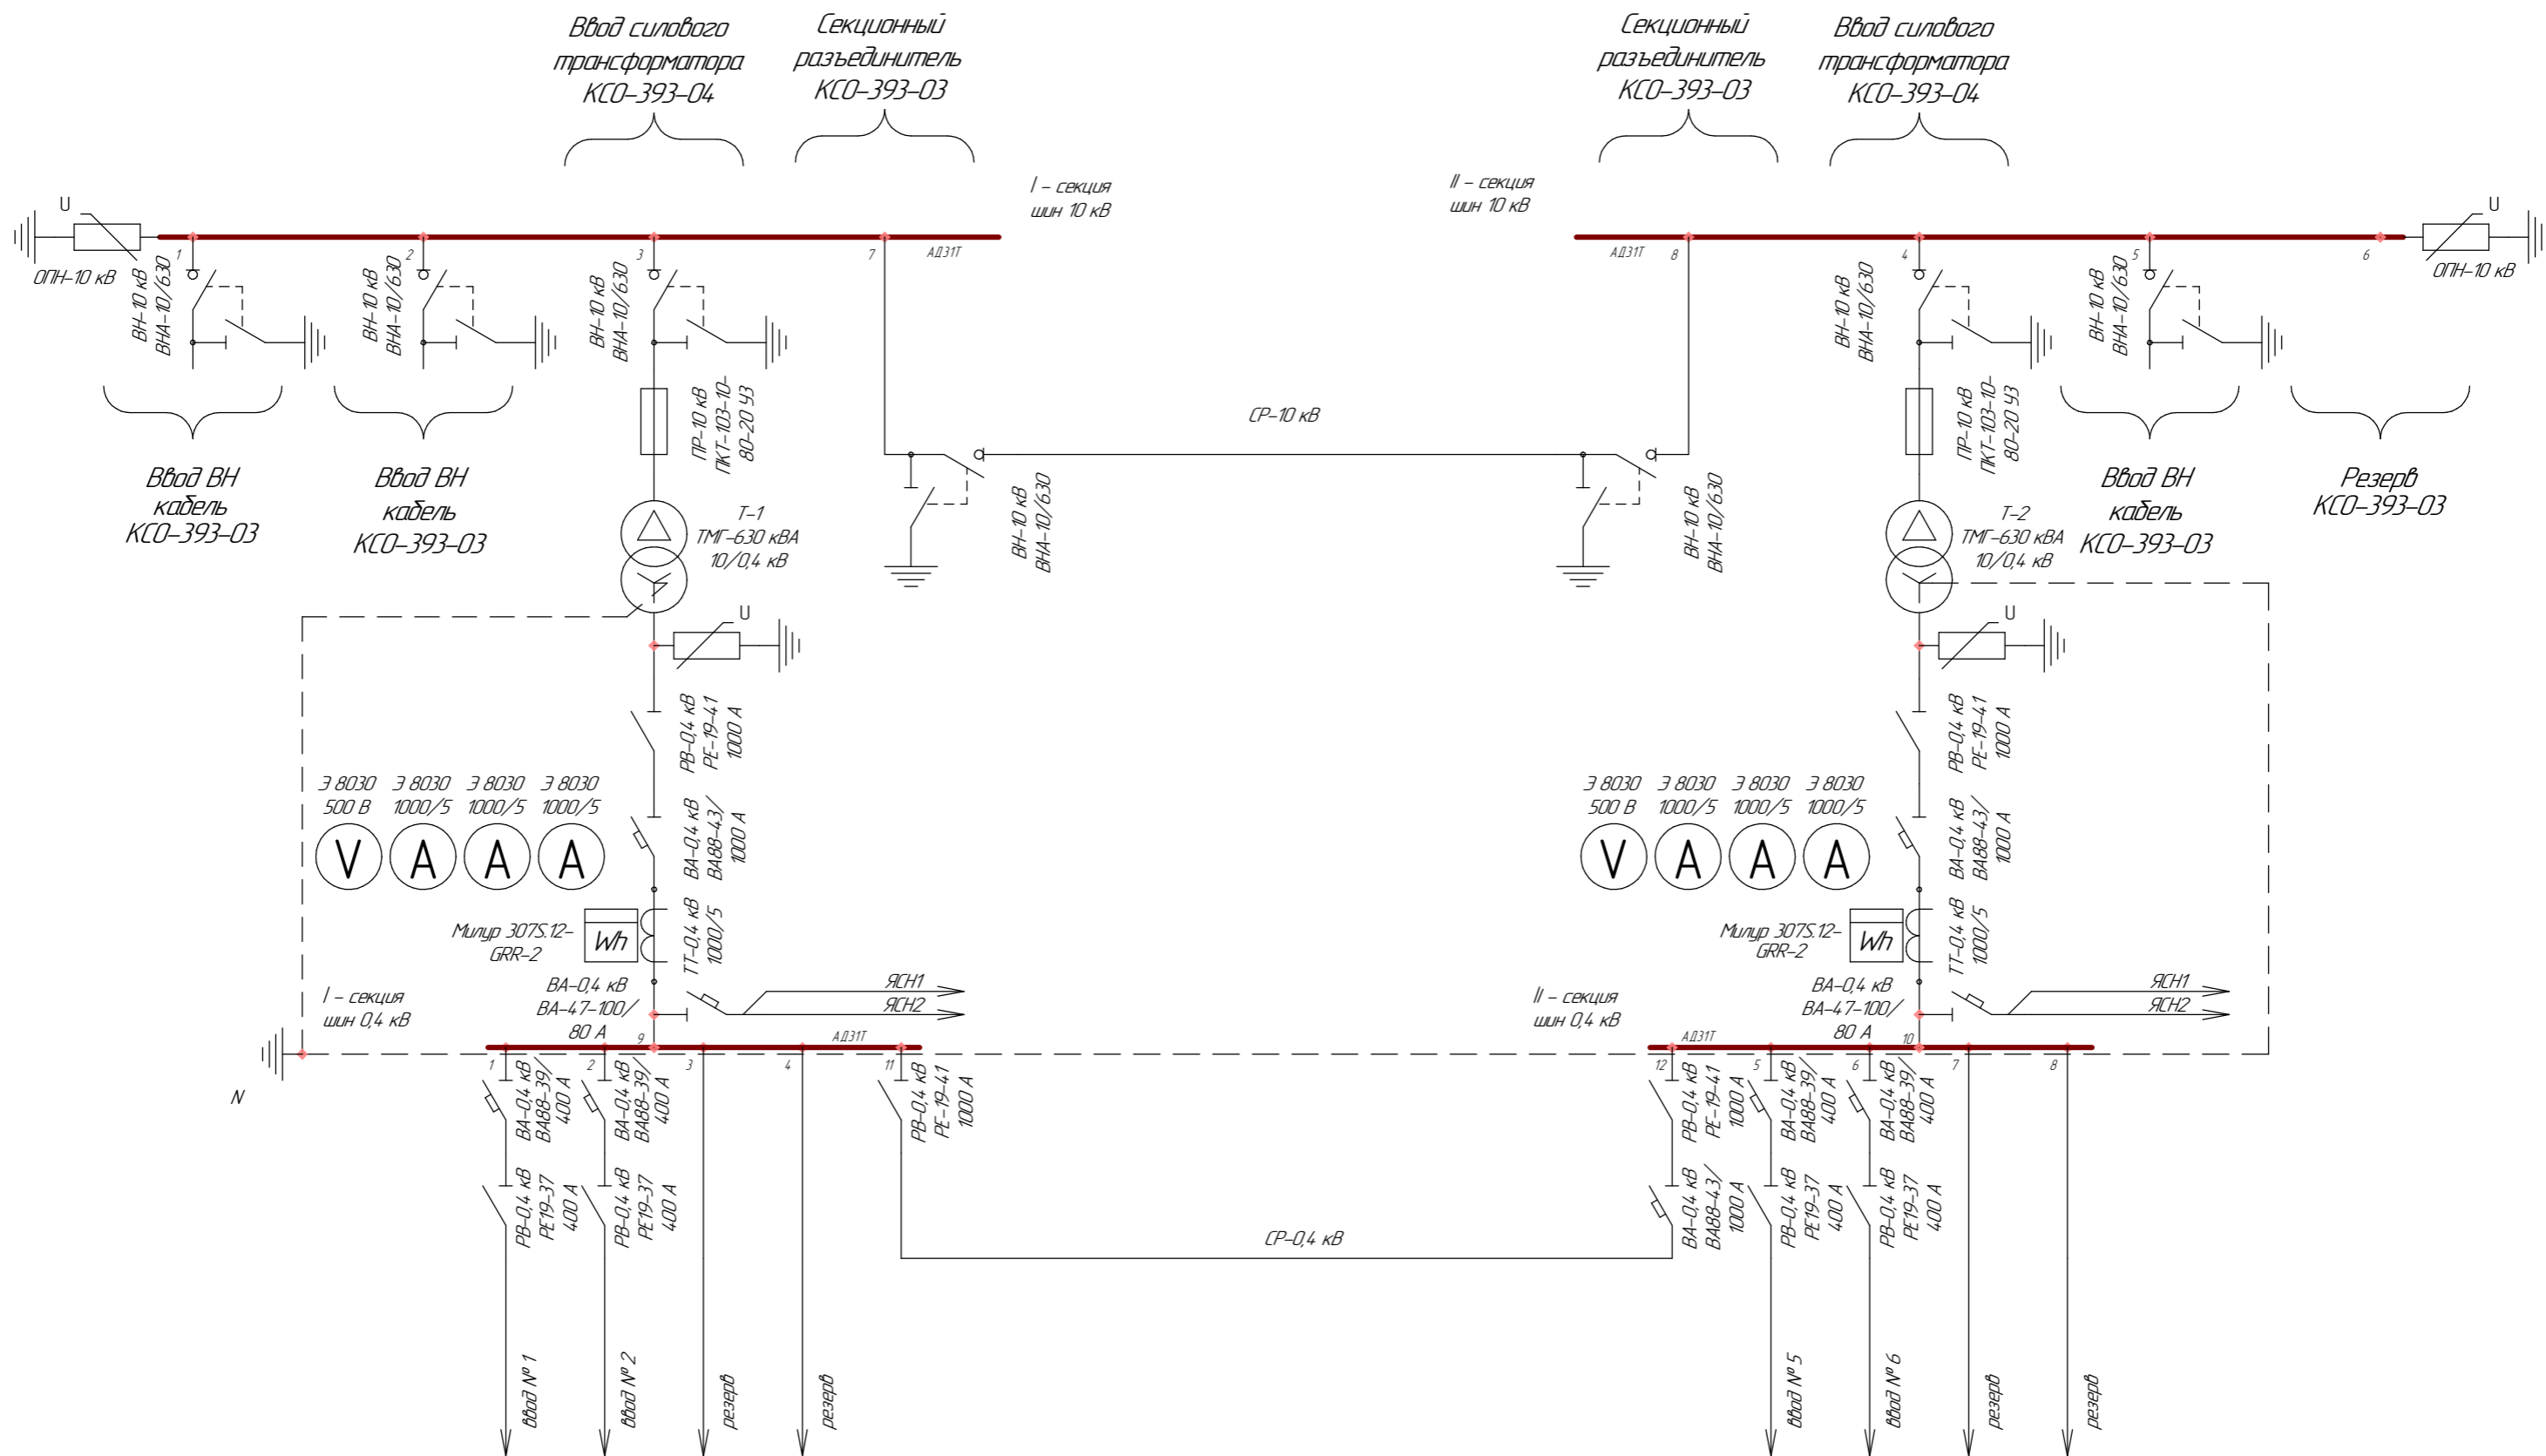 Ввод силового
трансформатора
КСО-393-04
Секционный
разъединитель
КСО-393-03
Секционный
разъединитель
КСО-393-03
Ввод силового
трансформатора
КСО-393-04
I - секция
шин 10 кВ
II - секция
шин 10 кВ
U
ОПН-10 кВ
1
2
3
7
АД31Т
АД31Т
8
4
5
6
U
ОПН-10 кВ
ВН-10 кВ
ВНА-10/630
ВН-10 кВ
ВНА-10/630
ВН-10 кВ
ВНА-10/630
ВН-10 кВ
ВНА-10/630
ВН-10 кВ
ВНА-10/630
ПР-10 кВ
ПКТ-103-10-
80-20 У3
СР-10 кВ
ПР-10 кВ
ПКТ-103-10-
80-20 У3
Ввод ВН
кабель
КСО-393-03
Ввод ВН
кабель
КСО-393-03
ВН-10 кВ
ВНА-10/630
ВН-10 кВ
ВНА-10/630
Ввод ВН
кабель
КСО-393-03
Резерв
КСО-393-03
Т-1
ТМГ-630 кВА
10/0,4 кВ
Т-2
ТМГ-630 кВА
10/0,4 кВ
U
U
РВ-0,4 кВ
РЕ-19-41
1000 А
РВ-0,4 кВ
РЕ-19-41
1000 А
Э 8030
500 В
Э 8030
1000/5
Э 8030
1000/5
Э 8030
1000/5
V
A
A
A
ВА-0,4 кВ
ВА88-43/
1000 А
Э 8030
500 В
Э 8030
1000/5
Э 8030
1000/5
Э 8030
1000/5
V
A
A
A
ВА-0,4 кВ
ВА88-43/
1000 А
Милур 307S.12-
GRR-2
Wh
ТТ-0,4 кВ
1000/5
Милур 307S.12-
GRR-2
Wh
ТТ-0,4 кВ
1000/5
I - секция
шин 0,4 кВ
ВА-0,4 кВ
ВА-47-100/
80 А
ЯСН1
ЯСН2
II - секция
шин 0,4 кВ
ВА-0,4 кВ
ВА-47-100/
80 А
ЯСН1
ЯСН2
9
АД31Т
АД31Т
10
N
1
2
3
4
11
12
5
6
7
8
ВА-0,4 кВ
ВА88-39/
400 А
ВА-0,4 кВ
ВА88-39/
400 А
РВ-0,4 кВ
РЕ-19-41
1000 А
РВ-0,4 кВ
РЕ-19-41
1000 А
ВА-0,4 кВ
ВА88-39/
400 А
ВА-0,4 кВ
ВА88-39/
400 А
РВ-0,4 кВ
РЕ19-37
400 А
РВ-0,4 кВ
РЕ19-37
400 А
СР-0,4 кВ
ВА-0,4 кВ
ВА88-43/
1000 А
РВ-0,4 кВ
РЕ19-37
400 А
РВ-0,4 кВ
РЕ19-37
400 А
ввод № 1
ввод № 2
резерв
резерв
ввод № 5
ввод № 6
резерв
резерв